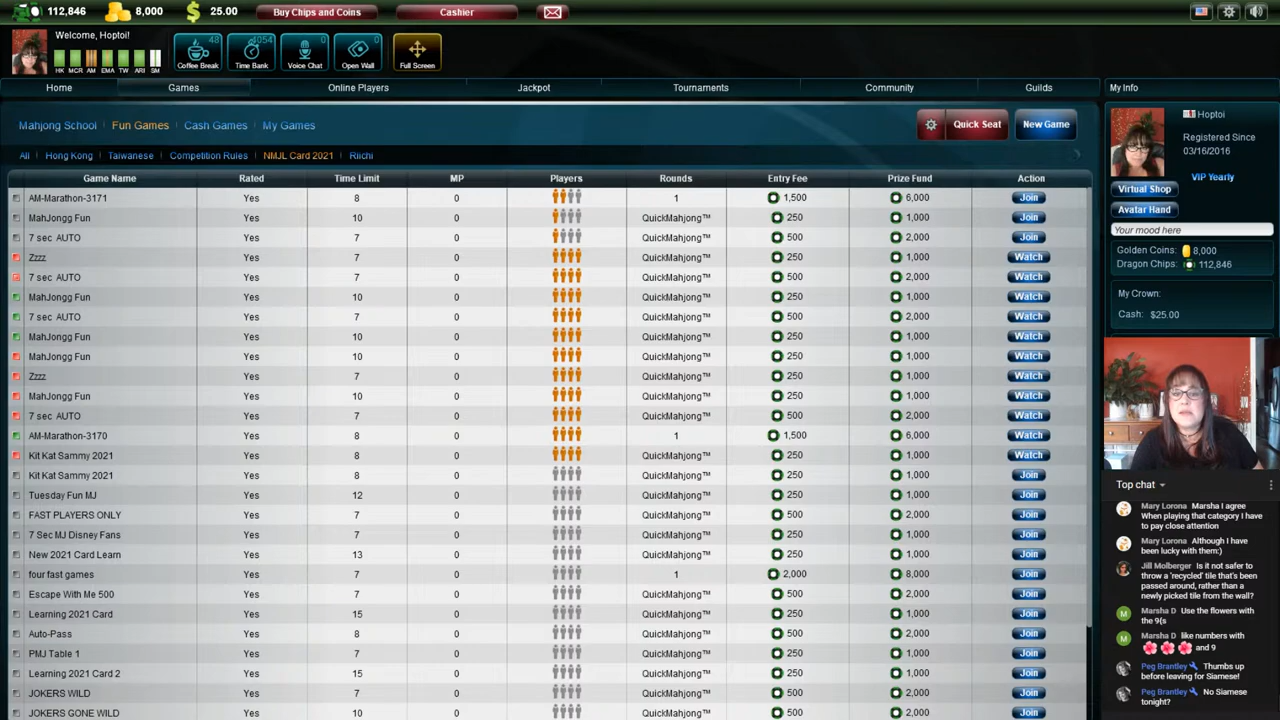 112,846 8,000 25.00 Buy Chips and Coins Cashier
Welcome, Hoptoi!
HK MCR AM EMA TW ARI SM
48 4054 0 0
Coffee Break Time Bank Voice Chat Open Wall Full Screen
Home Games Online Players Jackpot Tournaments Community Guilds My Info
Mahjong School Fun Games Cash Games My Games Quick Seat New Game
All Hong Kong Taiwanese Competition Rules NMJL Card 2021 Riichi
Game Name Rated Time Limit MP Players Rounds Entry Fee Prize Fund Action
AM-Marathon-3171 Yes 8 0 1 1,500 6,000 Join
MahJongg Fun Yes 10 0 QuickMahjong™ 250 1,000 Join
7 sec AUTO Yes 7 0 QuickMahjong™ 500 2,000 Join
Zzzz Yes 7 0 QuickMahjong™ 250 1,000 Watch
7 sec AUTO Yes 7 0 QuickMahjong™ 500 2,000 Watch
MahJongg Fun Yes 10 0 QuickMahjong™ 250 1,000 Watch
7 sec AUTO Yes 7 0 QuickMahjong™ 500 2,000 Watch
MahJongg Fun Yes 10 0 QuickMahjong™ 250 1,000 Watch
MahJongg Fun Yes 10 0 QuickMahjong™ 250 1,000 Watch
Zzzz Yes 7 0 QuickMahjong™ 250 1,000 Watch
MahJongg Fun Yes 10 0 QuickMahjong™ 250 1,000 Watch
7 sec AUTO Yes 7 0 QuickMahjong™ 500 2,000 Watch
AM-Marathon-3170 Yes 8 0 1 1,500 6,000 Watch
Kit Kat Sammy 2021 Yes 8 0 QuickMahjong™ 250 1,000 Watch
Kit Kat Sammy 2021 Yes 8 0 QuickMahjong™ 250 1,000 Join
Tuesday Fun MJ Yes 12 0 QuickMahjong™ 250 1,000 Join
FAST PLAYERS ONLY Yes 7 0 QuickMahjong™ 500 2,000 Join
7 Sec MJ Disney Fans Yes 7 0 QuickMahjong™ 250 1,000 Join
New 2021 Card Learn Yes 13 0 QuickMahjong™ 250 1,000 Join
four fast games Yes 7 0 1 2,000 8,000 Join
Escape With Me 500 Yes 7 0 QuickMahjong™ 500 2,000 Join
Learning 2021 Card Yes 15 0 QuickMahjong™ 250 1,000 Join
Auto-Pass Yes 8 0 QuickMahjong™ 500 2,000 Join
PMJ Table 1 Yes 7 0 QuickMahjong™ 250 1,000 Join
Learning 2021 Card 2 Yes 15 0 QuickMahjong™ 250 1,000 Join
JOKERS WILD Yes 7 0 QuickMahjong™ 500 2,000 Join
JOKERS GONE WILD Yes 10 0 QuickMahjong™ 500 2,000 Join
Hoptoi
Registered Since
03/16/2016
VIP Yearly
Virtual Shop
Avatar Hand
Your mood here
Golden Coins: 8,000
Dragon Chips: 112,846
My Crown:
Cash: $25.00
Top chat
Mary Lorona Marsha I agree
When playing that category I have
to pay close attention
Mary Lorona Although I have
been lucky with them:)
Jill Molberger Is it not safer to
throw a 'recycled' tile that's been
passed around, rather than a
newly picked tile from the wall?
M Marsha D Use the flowers with
the 9(s
M Marsha D like numbers with
and 9
Peg Brantley Thumbs up
before leaving for Siamese!
Peg Brantley No Siamese
tonight?